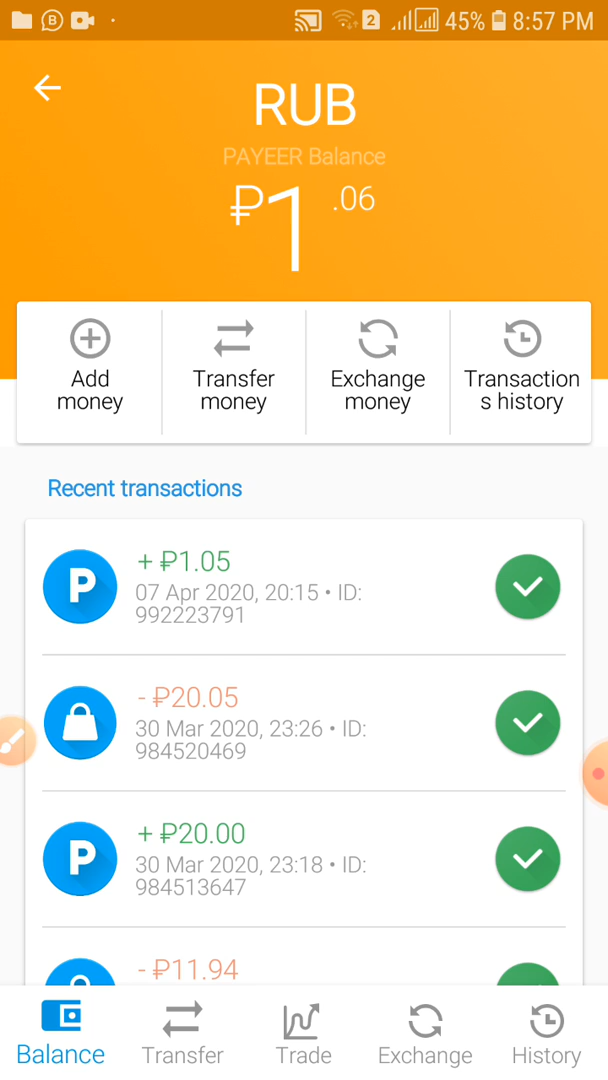 2 45% 8:57 PM
RUB
PAYEER Balance
₽1.06
Add money
Transfer money
Exchange money
Transactions history
Recent transactions
+ ₽1.05
07 Apr 2020, 20:15 • ID:
992223791
- ₽20.05
30 Mar 2020, 23:26 • ID:
984520469
+ ₽20.00
30 Mar 2020, 23:18 • ID:
984513647
- ₽11.94
Balance Transfer Trade Exchange History